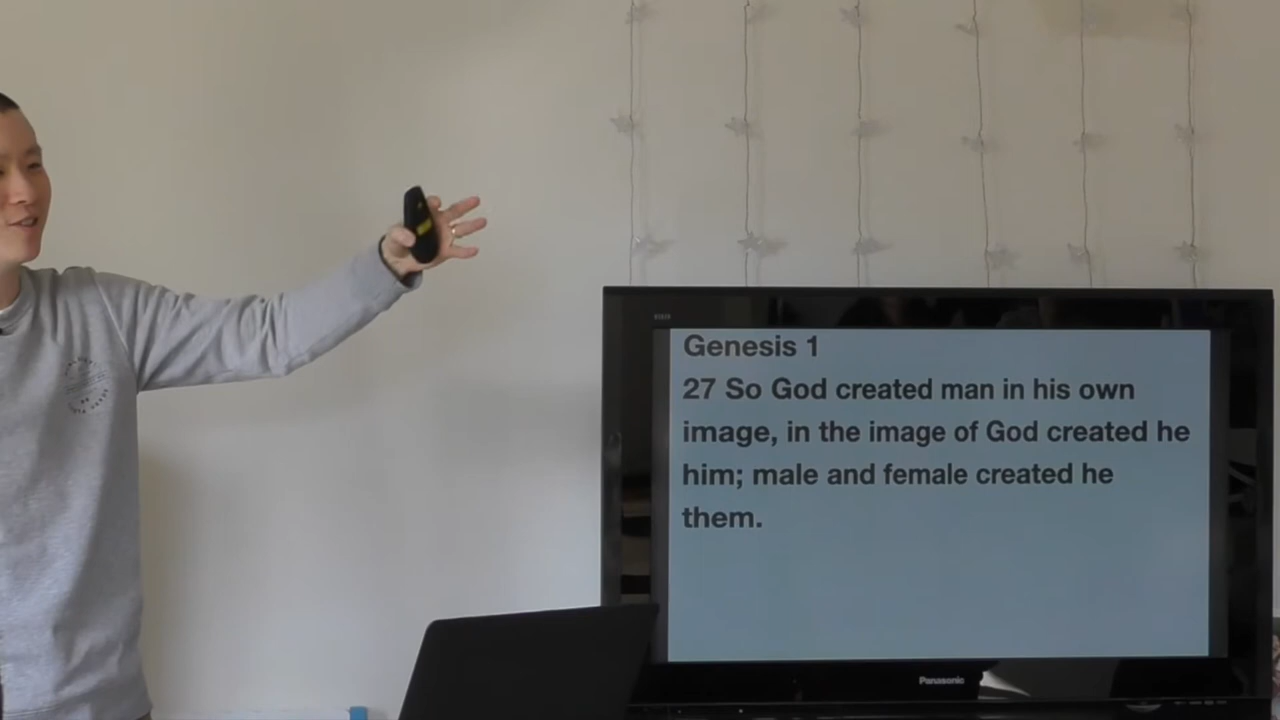 Genesis 1
27 So God created man in his own
image, in the image of God created he
him; male and female created he
them.
Panasonic